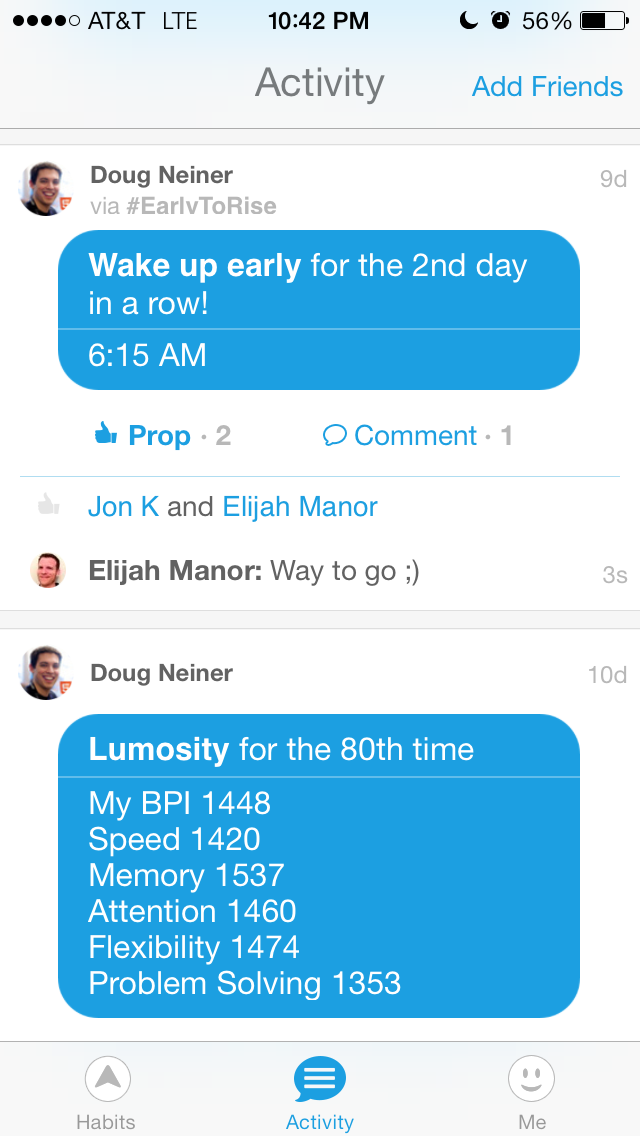 AT&T LTE 10:42 PM 56%
Activity Add Friends
Doug Neiner 9d
via #EarlvToRise
Wake up early for the 2nd day
in a row!
6:15 AM
Prop · 2 Comment · 1
Jon K and Elijah Manor
Elijah Manor: Way to go ;) 3s
Doug Neiner 10d
Lumosity for the 80th time
My BPI 1448
Speed 1420
Memory 1537
Attention 1460
Flexibility 1474
Problem Solving 1353
Habits Activity Me